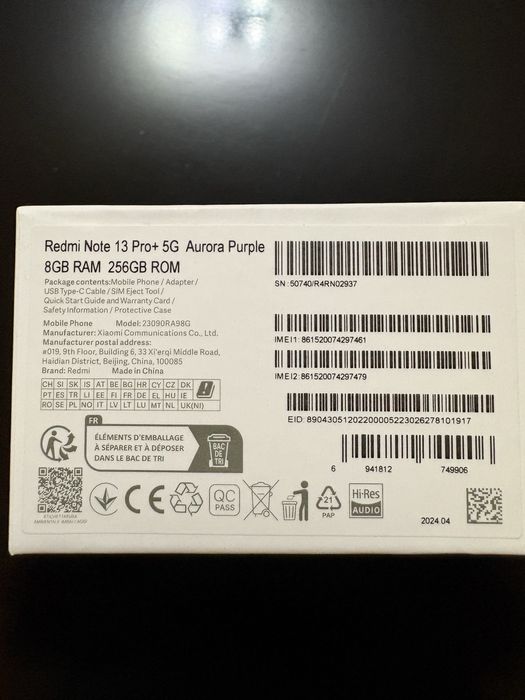 Redmi Note 13 Pro+ 5G Aurora Purple
8GB RAM 256GB ROM
Package contents:Mobile Phone / Adapter /
USB Type-C Cable / SIM Eject Tool /
Quick Start Guide and Warranty Card /
Safety Information / Protective Case
Mobile Phone Model:23090RA98G
Manufacturer: Xiaomi Communications Co., Ltd.
Manufacturer postal address:
#019, 9th Floor, Building 6, 33 Xi'erqi Middle Road,
Haidian District, Beijing, China, 100085
Brand: Redmi Made in China
CH SI SK IS AT BE BG HR CY CZ DK
PT ES TR LI EE FI FR DE EL HU IE
RO SE PL NO IT LV LT LU MT NL UK(NI)
SN:50740/R4RN02937
IMEI1:861520074297461
IMEI2:861520074297479
EID:89043051202200005223026278101917
6 941812 749906
FR
ÉLÉMENTS D'EMBALLAGE
À SÉPARER ET À DÉPOSER
DANS LE BAC DE TRI
BAC
DE
TRI
CE
QC
PASS
21
PAP
Hi-Res
AUDIO
2024.04